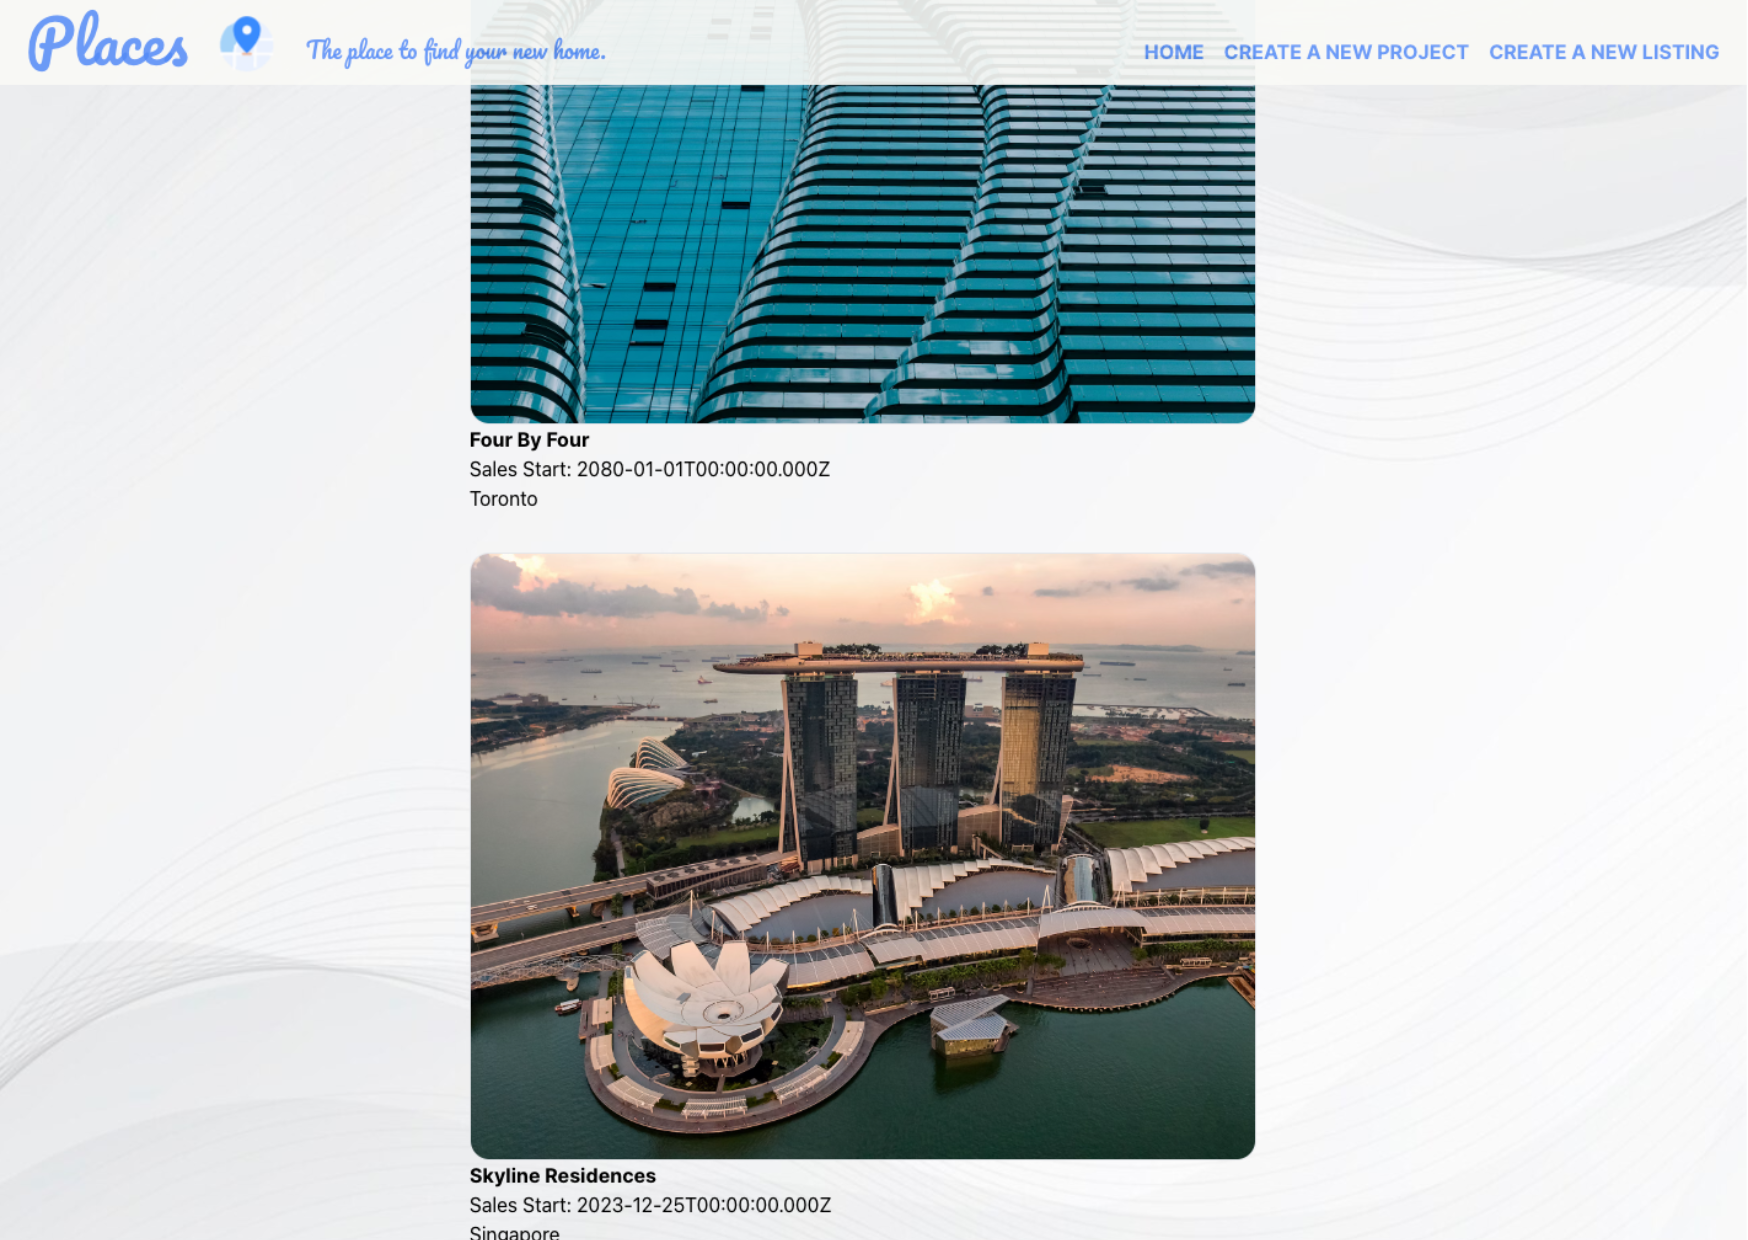 Places
The place to find your new home.
HOME CREATE A NEW PROJECT CREATE A NEW LISTING
Four By Four
Sales Start: 2080-01-01T00:00:00.000Z
Toronto
Skyline Residences
Sales Start: 2023-12-25T00:00:00.000Z
Singapore